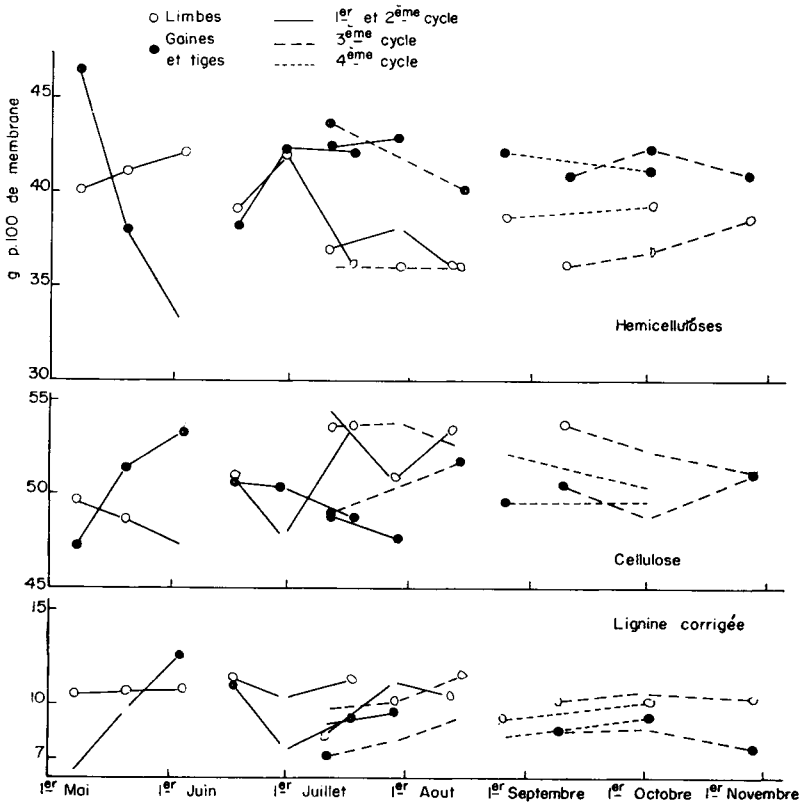 Limbes
Gaines
et tiges
1er et 2ème cycle
3ème cycle
4ème cycle
g p.100 de membrane
45
40
35
30
Hemicellulóses
55
50
45
Cellulose
15
10
7
Lignine corrigée
1er Mai 1er Juin 1er Juillet 1er Aout 1er Septembre 1er Octobre 1er Novembre